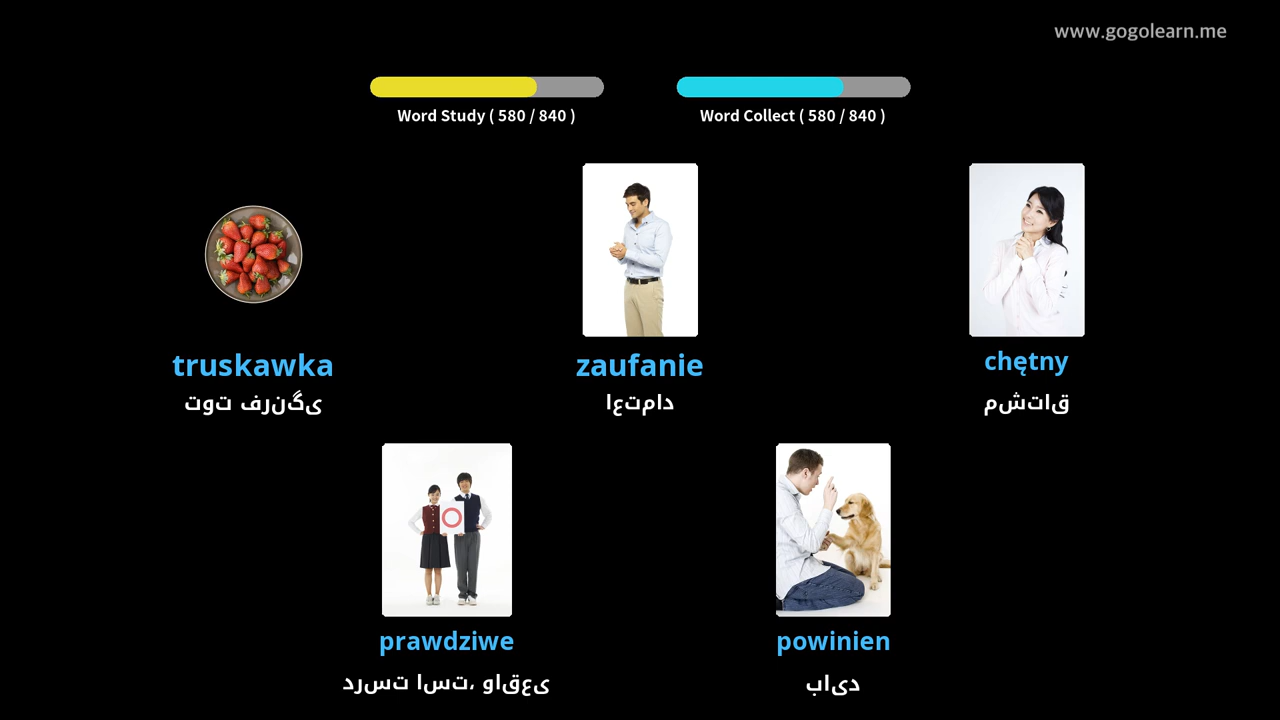 www.gogolearn.me
Word Study ( 580 / 840 )
Word Collect ( 580 / 840 )
truskawka
توت فرنگی
zaufanie
اعتماد
chętny
مشتاق
prawdziwe
درست است، واقعی
powinien
باید